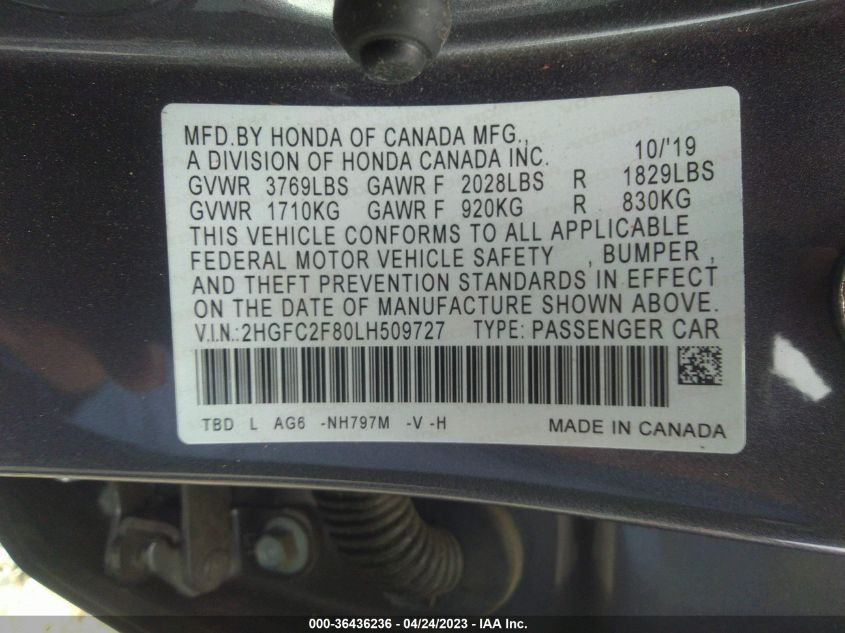 MFD.BY HONDA OF CANADA MFG.,
A DIVISION OF HONDA CANADA INC. 10/'19
GVWR 3769LBS GAWR F 2028LBS R 1829LBS
GVWR 1710KG GAWR F 920KG R 830KG
THIS VEHICLE CONFORMS TO ALL APPLICABLE
FEDERAL MOTOR VEHICLE SAFETY , BUMPER ,
AND THEFT PREVENTION STANDARDS IN EFFECT
ON THE DATE OF MANUFACTURE SHOWN ABOVE.
V.I.N.:2HGFC2F80LH509727 TYPE: PASSENGER CAR
TBD L AG6 -NH797M -V -H MADE IN CANADA
000-36436236 - 04/24/2023 - IAA Inc.